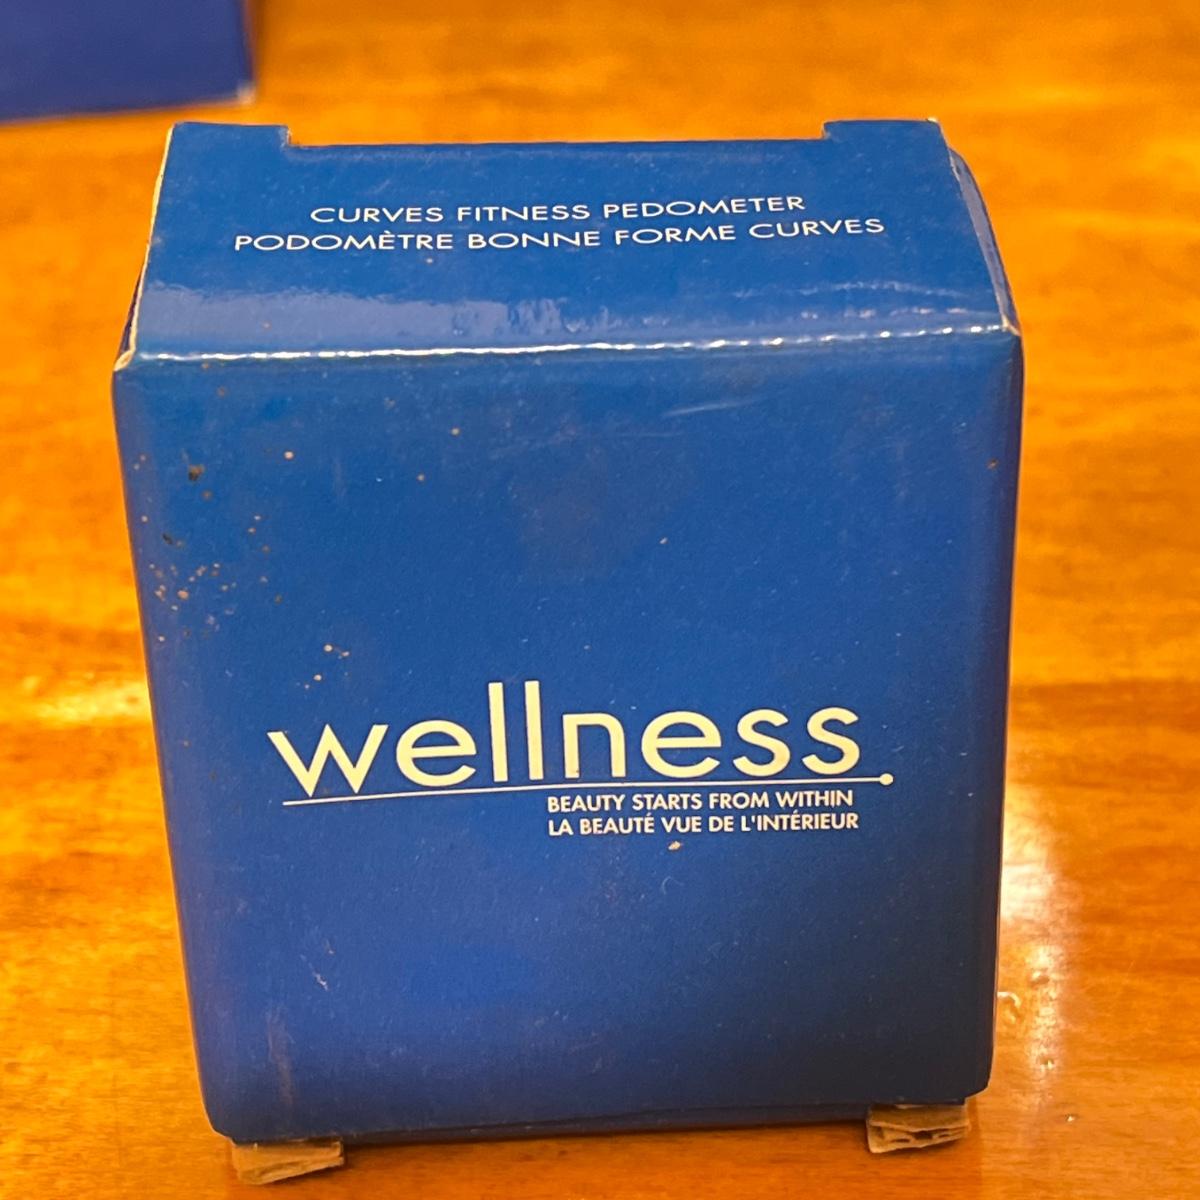 CURVES FITNESS PEDOMETER
PODOMÈTRE BONNE FORME CURVES
wellness
BEAUTY STARTS FROM WITHIN
LA BEAUTÉ VUE DE L'INTÉRIEUR